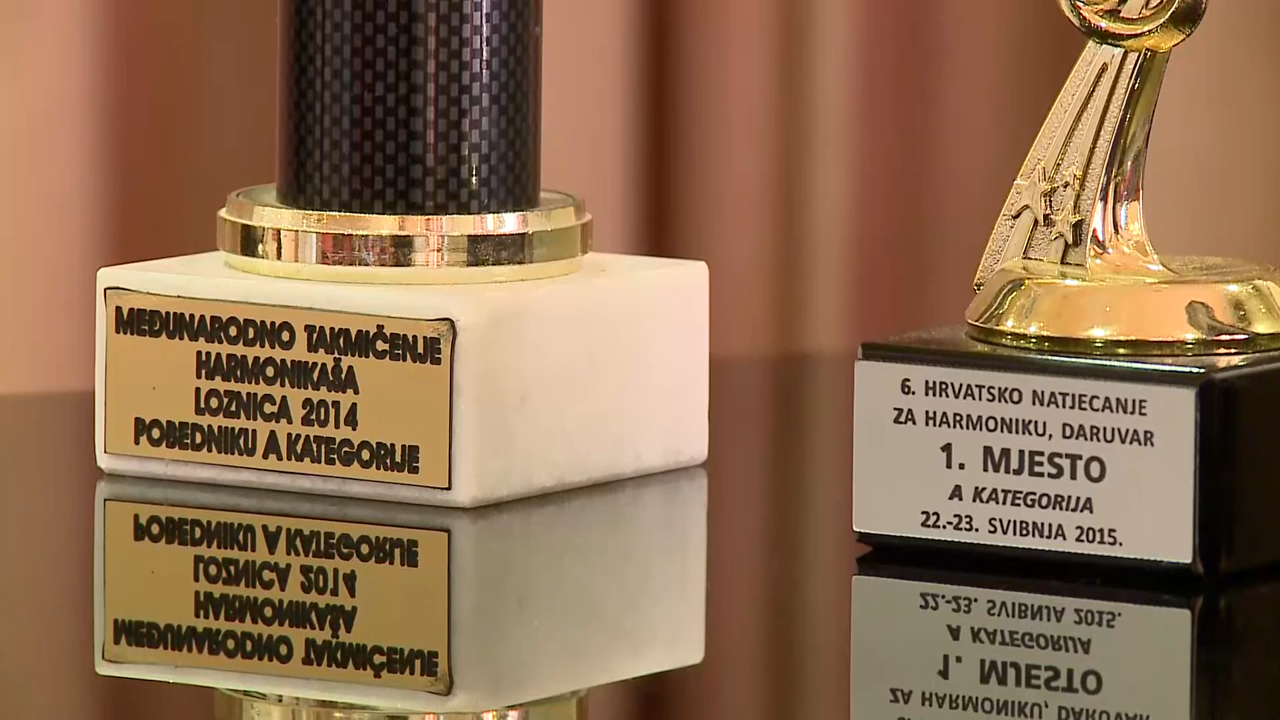 MEĐUNARODNO TAKMIČENJE
HARMONIKAŠA
LOZNICA 2014
POBEDNIKU A KATEGORIJE
6. HRVATSKO NATJECANJE
ZA HARMONIKU, DARUVAR
1. MJESTO
A KATEGORIJA
22.-23. SVIBNJA 2015.